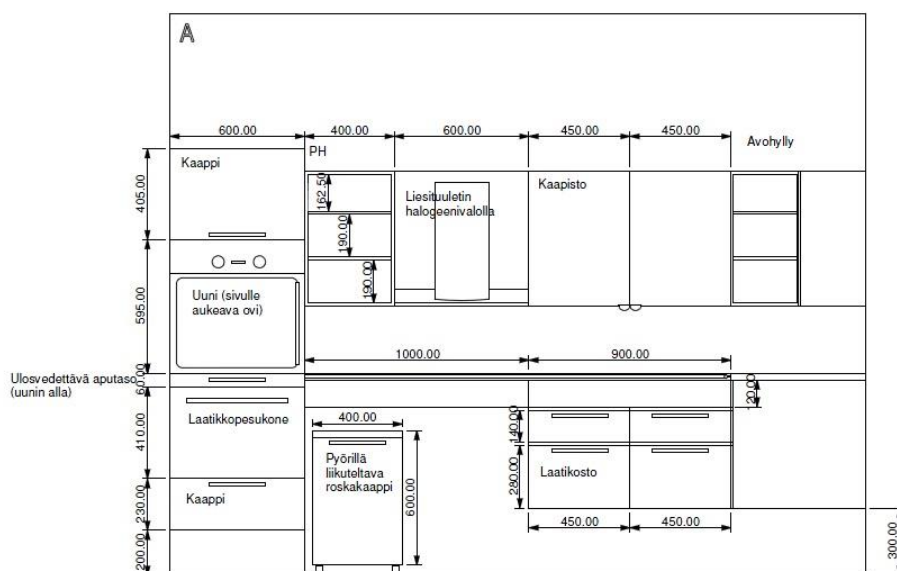 A
600.00
400.00
600.00
450.00
450.00
Avohylly
Kaappi
PH
405.00
162.50
Liesituuletin
halogeenivalolla
Kaapisto
190.00
190.00
595.00
Uuni (sivulle
aukeava ovi)
1000.00
900.00
Ulosvedettävä aputaso
(uunin alla)
60.00
120.00
Laatikkopesukone
410.00
400.00
140.00
Pyörillä
liikuteltava
roskakaappi
600.00
280.00
Laatikosto
Kaappi
230.00
450.00
450.00
200.00
300.00